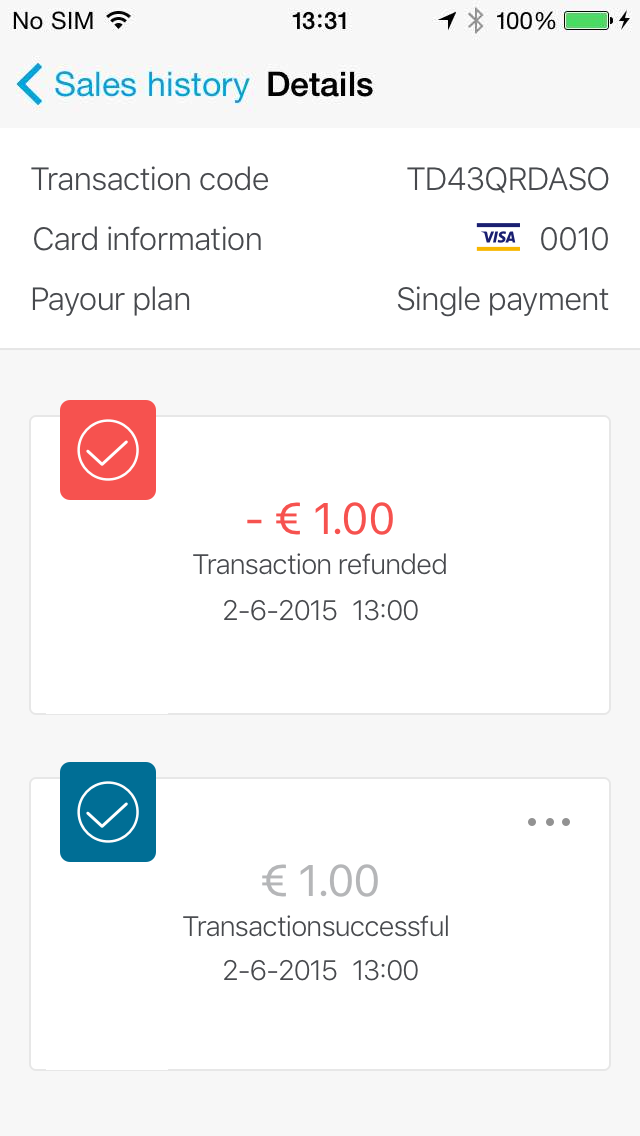 No SIM 13:31 100%
Sales history Details
Transaction code TD43QRDASO
Card information VISA 0010
Payour plan Single payment
- € 1.00
Transaction refunded
2-6-2015 13:00
€ 1.00
Transactionsuccessful
2-6-2015 13:00